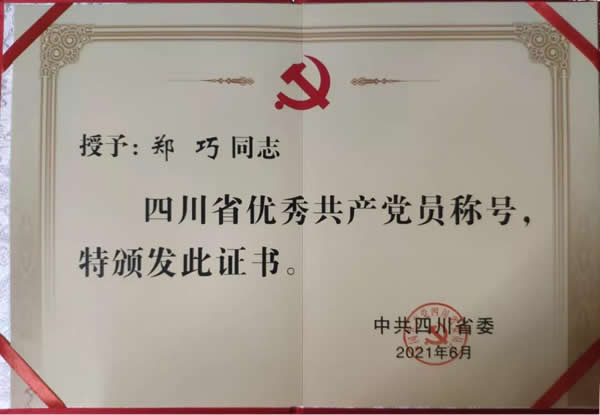 授予：郑 巧 同志
四川省优秀共产党员称号，
特颁发此证书。
中共四川省委
2021年6月